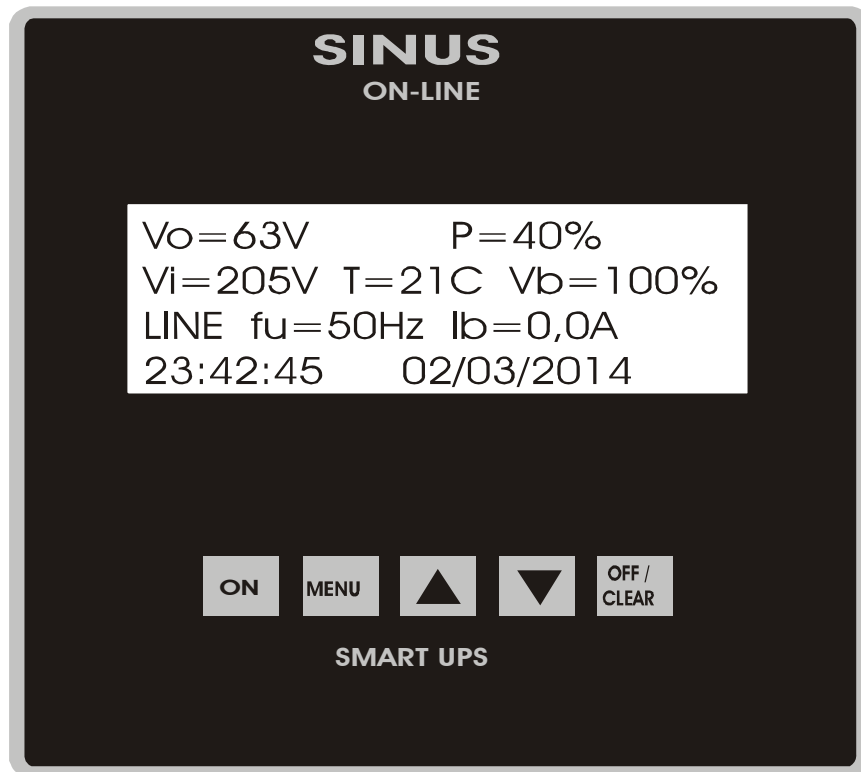 SINUS
ON-LINE
Vo=63V P=40%
Vi=205V T=21C Vb=100%
LINE fu=50Hz Ib=0,0A
23:42:45 02/03/2014
ON MENU ▲ ▼ OFF / CLEAR
SMART UPS